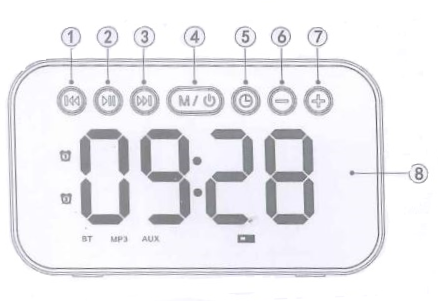 ① ② ③ ④ ⑤ ⑥ ⑦
M/
09:28
⑧
BT MP3 AUX